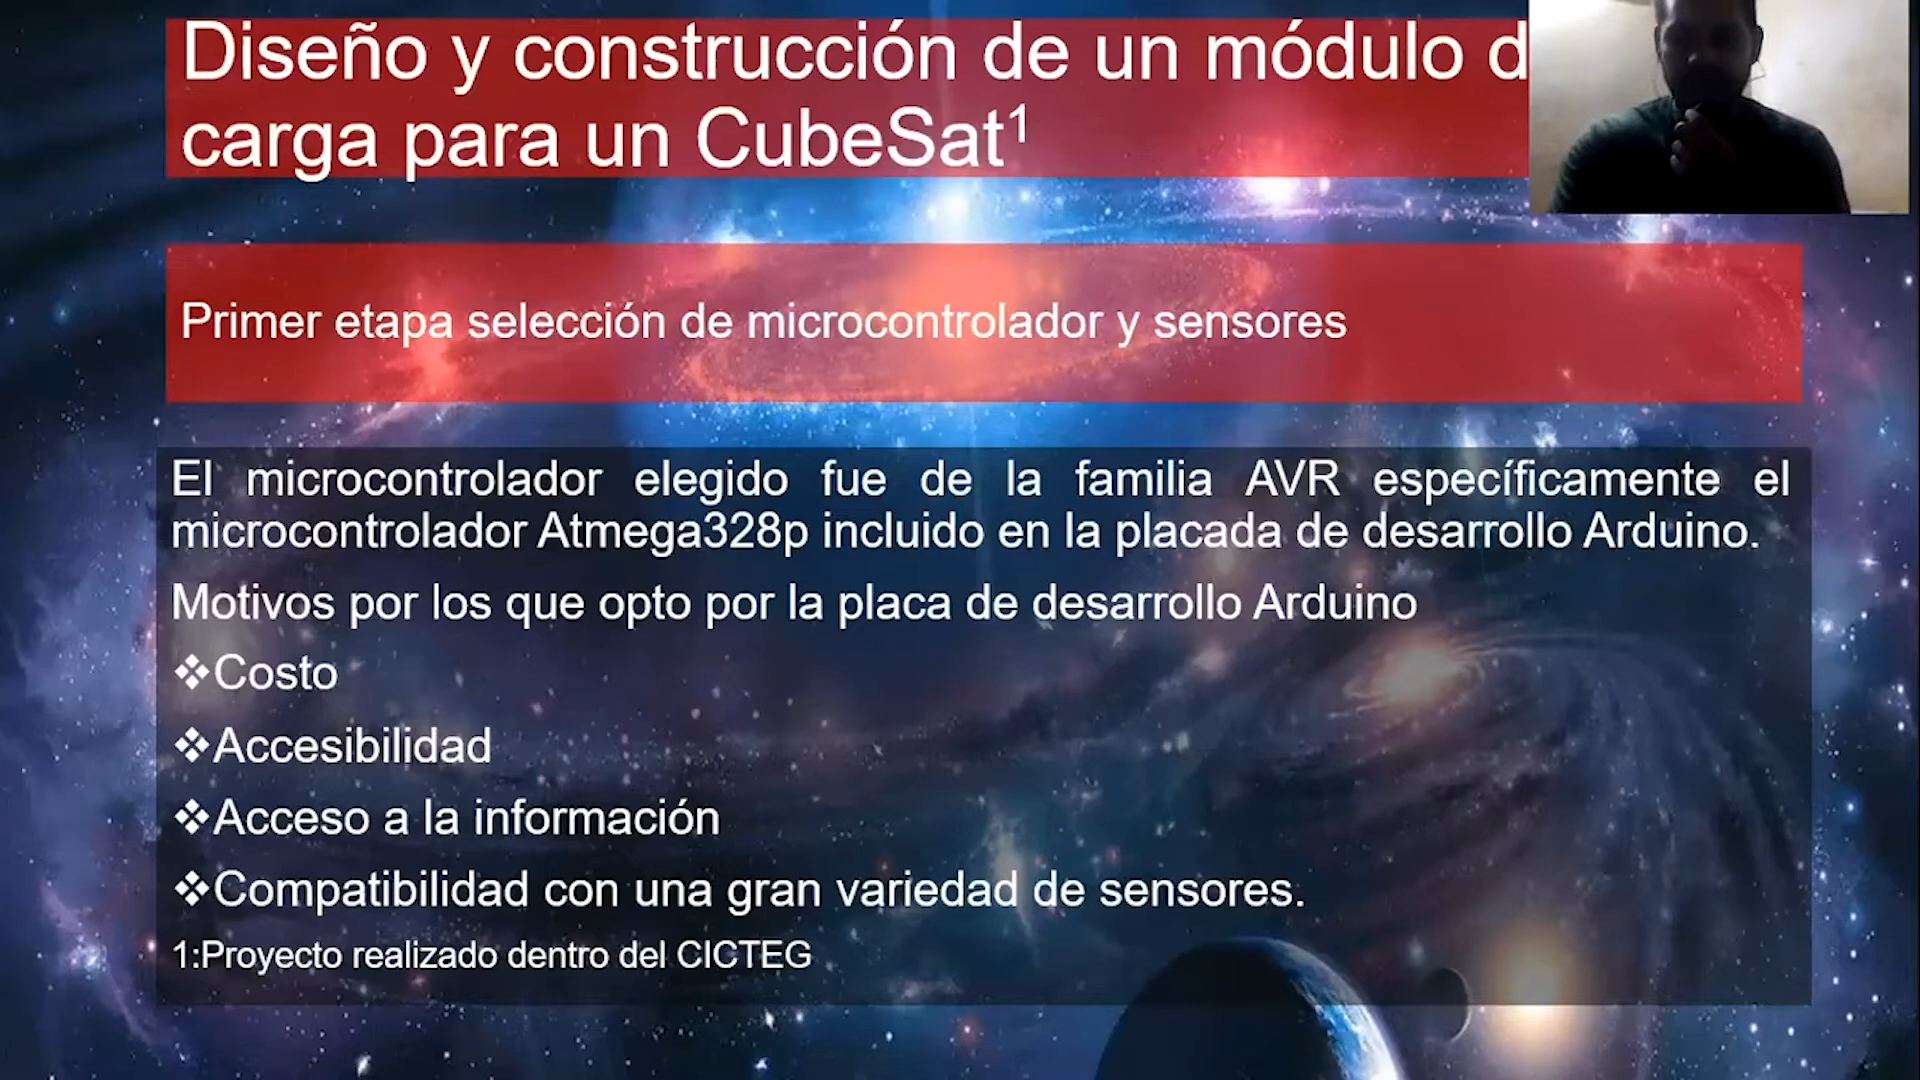 Diseño y construcción de un módulo d
carga para un CubeSat¹
Primer etapa selección de microcontrolador y sensores
El microcontrolador elegido fue de la familia AVR específicamente el
microcontrolador Atmega328p incluido en la placada de desarrollo Arduino.
Motivos por los que opto por la placa de desarrollo Arduino
❖Costo
❖Accesibilidad
❖Acceso a la información
❖Compatibilidad con una gran variedad de sensores.
1:Proyecto realizado dentro del CICTEG